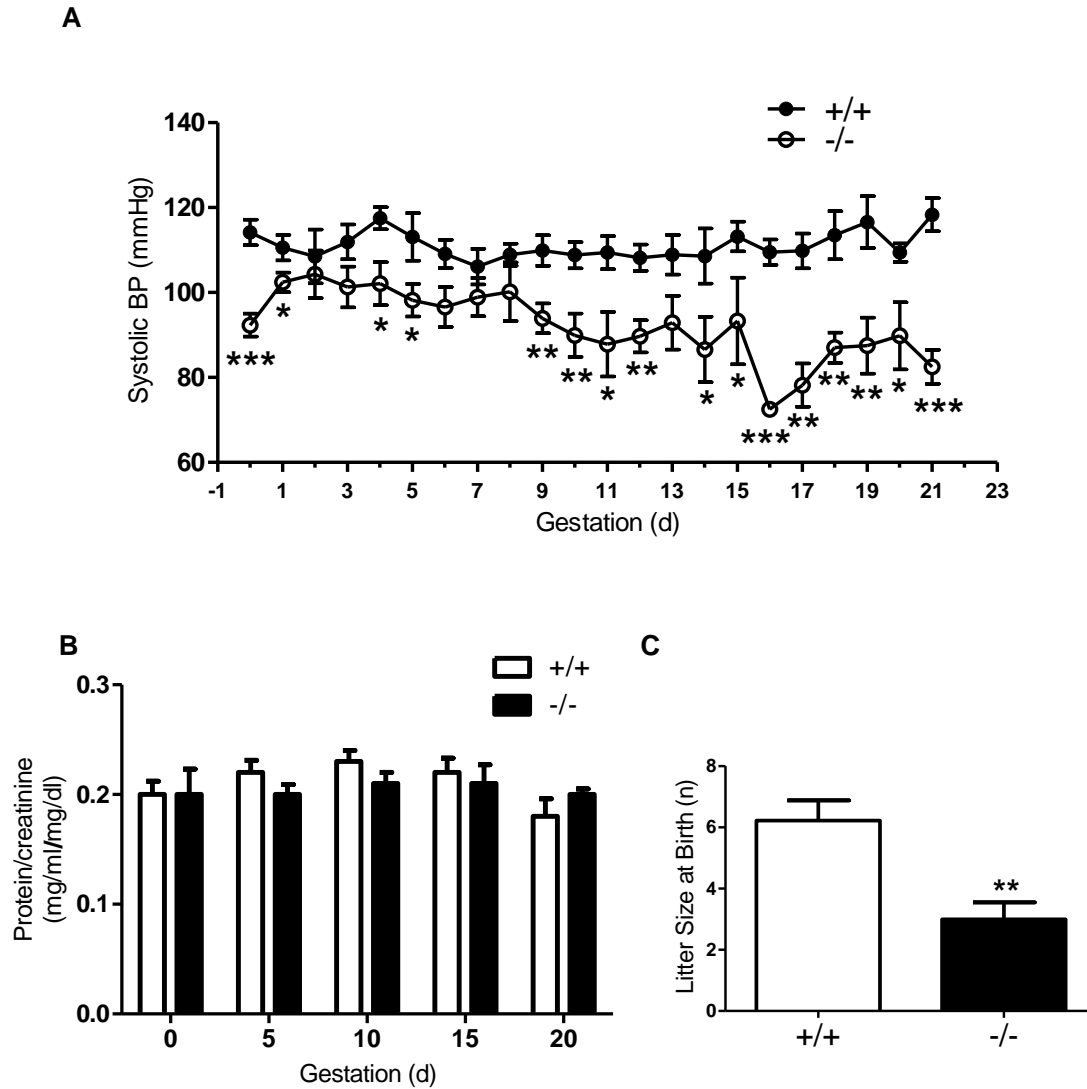 A
+/+
-/-
140
120
100
80
60
Systolic BP (mmHg)
*** * * * ** ** * ** * * *** ** ** ** * ***
-1 1 3 5 7 9 11 13 15 17 19 21 23
Gestation (d)
B
+/+
-/-
0.3
0.2
0.1
0.0
Protein/creatinine
(mg/ml/mg/dl)
0 5 10 15 20
Gestation (d)
C
8
6
4
2
0
Litter Size at Birth (n)
**
+/+ -/-